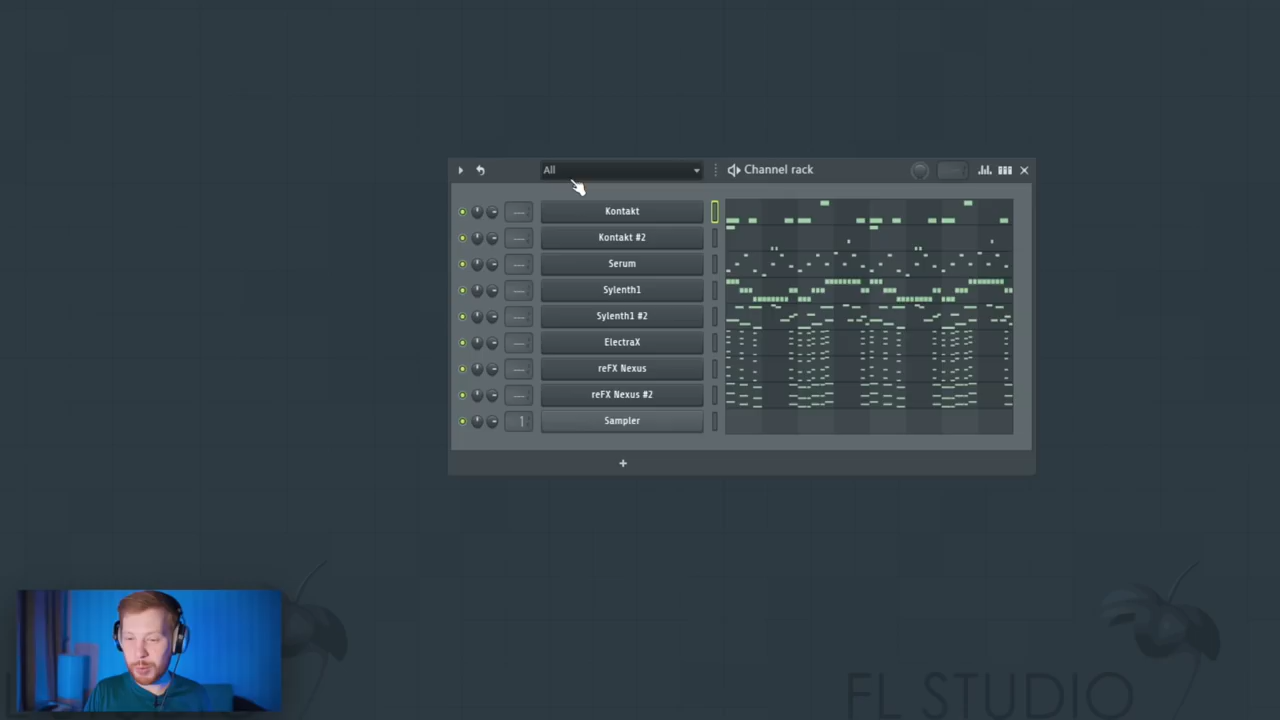 All
Channel rack
Kontakt
Kontakt #2
Serum
Sylenth1
Sylenth1 #2
ElectraX
reFX Nexus
reFX Nexus #2
1 Sampler
+
FL STUDIO